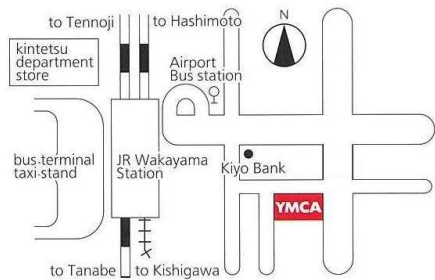 to Tennoji
to Hashimoto
N
kintetsu
department
store
Airport
Bus station
bus terminal
taxi stand
JR Wakayama
Station
Kiyo Bank
YMCA
to Tanabe
to Kishigawa